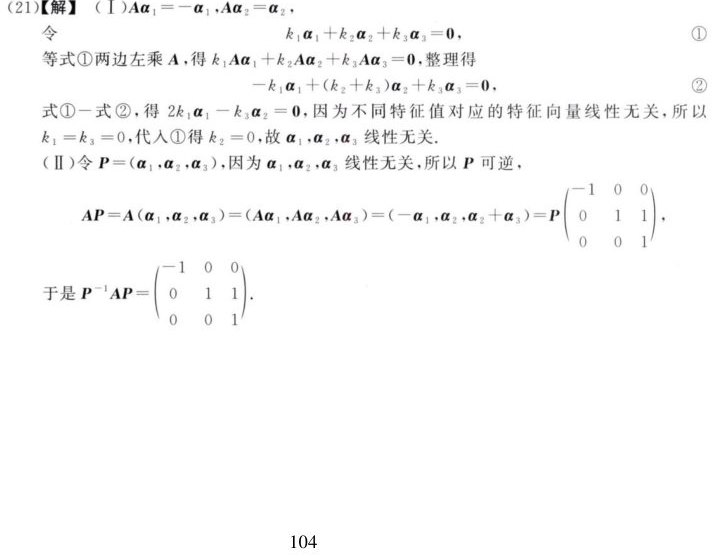 (21)【解】 (Ⅰ)Aα₁=-α₁,Aα₂=α₂,
令 k₁α₁+k₂α₂+k₃α₃=0, ①
等式①两边左乘 A,得 k₁Aα₁+k₂Aα₂+k₃Aα₃=0,整理得
-k₁α₁+(k₂+k₃)α₂+k₃α₃=0, ②
式①-式②,得 2k₁α₁-k₃α₂=0,因为不同特征值对应的特征向量线性无关,所以
k₁=k₃=0,代入①得 k₂=0,故 α₁,α₂,α₃ 线性无关.
(Ⅱ)令 P=(α₁,α₂,α₃),因为 α₁,α₂,α₃ 线性无关,所以 P 可逆,
AP=A(α₁,α₂,α₃)=(Aα₁,Aα₂,Aα₃)=(-α₁,α₂,α₂+α₃)=P(-1 0 0
0 1 1
0 0 1),
于是 P⁻¹AP=(-1 0 0
0 1 1
0 0 1).
104